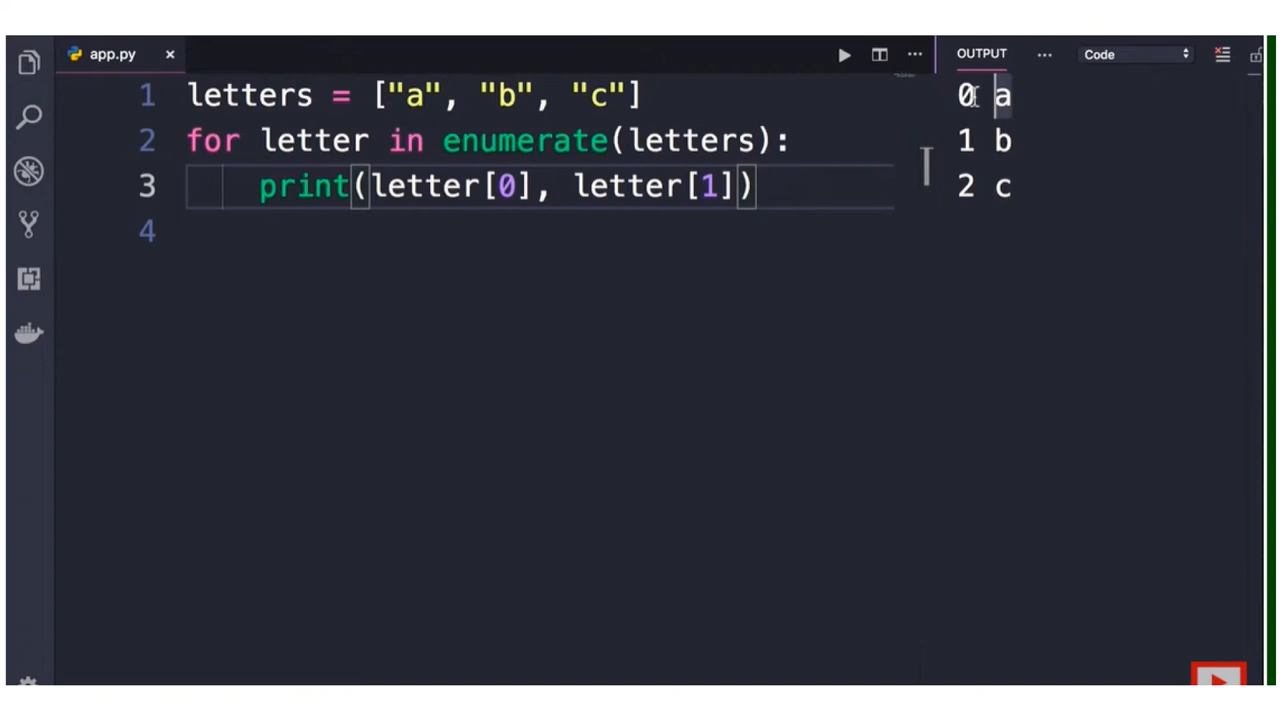 app.py
OUTPUT
Code
1 letters = ["a", "b", "c"]
2 for letter in enumerate(letters):
3 print(letter[0], letter[1])
4
0 a
1 b
2 c